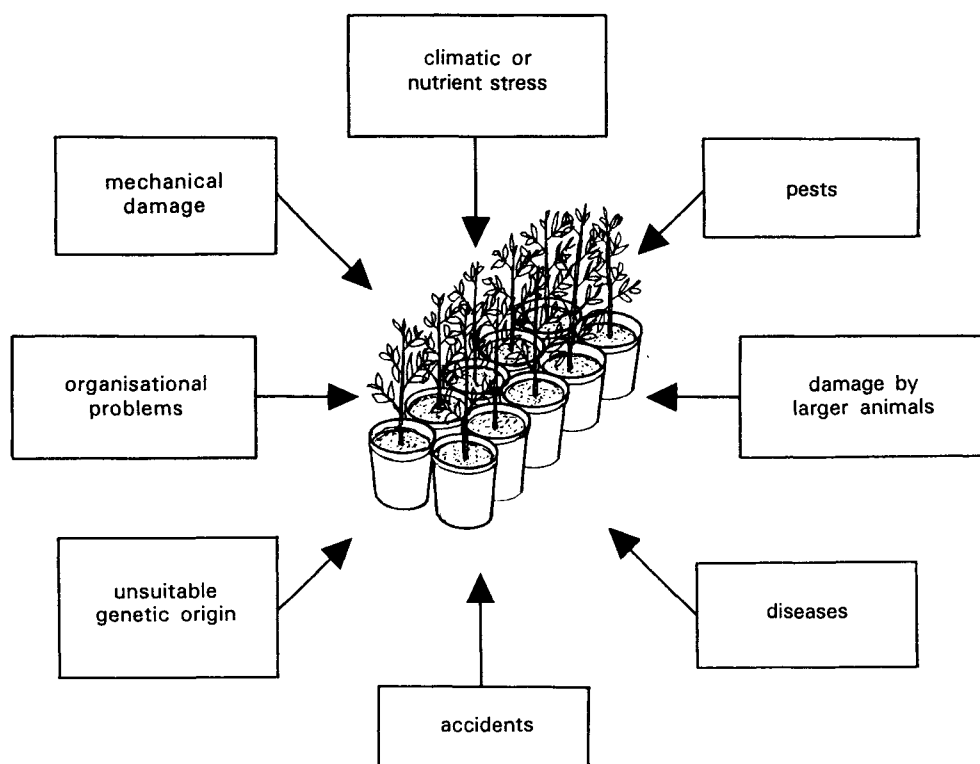 climatic or
nutrient stress
mechanical
damage
pests
organisational
problems
damage by
larger animals
unsuitable
genetic origin
diseases
accidents